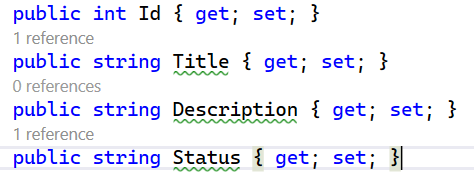 public int Id { get; set; }
1 reference
public string Title { get; set; }
0 references
public string Description { get; set; }
1 reference
public string Status { get; set; }